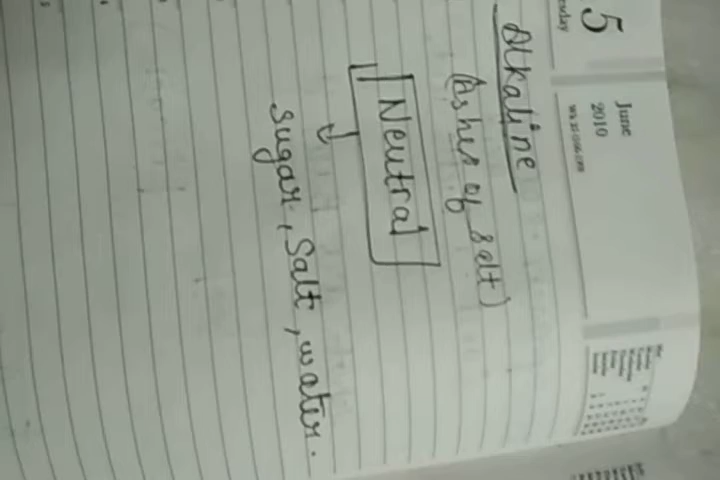 5
June
2010
Alkaline
(Ashes of salt)
Neutral
sugar, Salt, water.